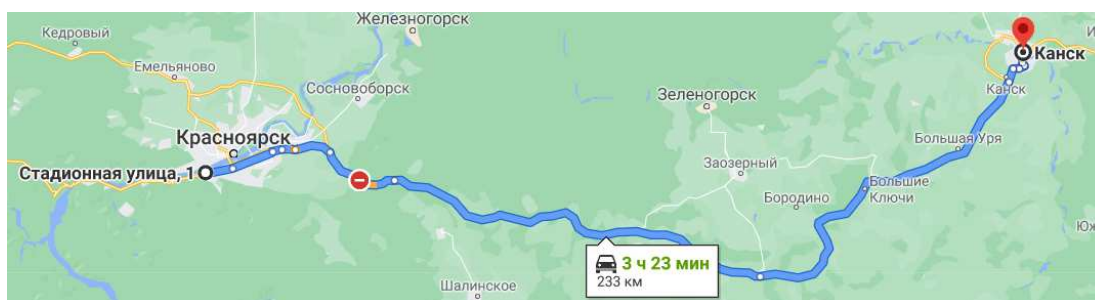 Железногорск
Кедровый
Емельяново
Сосновоборск
Красноярск
Стадионная улица, 1
Зеленогорск
Заозерный
Бородино
Большие
Ключи
Большая Уря
Канск
Канск
3 ч 23 мин
233 км
Шалинское